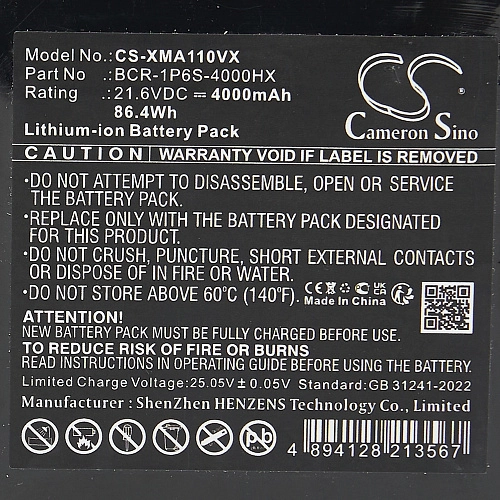 Model No.: CS-XMA110VX
Part No :BCR-1P6S-4000HX
Rating :21.6VDC ⎓ 4000mAh
86.4Wh
Lithium-ion Battery Pack
CS
Cameron Sino
CAUTION WARRANTY VOID IF LABEL IS REMOVED
·DO NOT ATTEMPT TO DISASSEMBLE, OPEN OR SERVICE
THE BATTERY PACK.
·REPLACE ONLY WITH THE BATTERY PACK DESIGNATED
FOR THIS PRODUCT.
·DO NOT CRUSH, PUNCTURE, SHORT EXTERNAL CONTACTS
OR DISPOSE OF IN FIRE OR WATER.
·DO NOT STORE ABOVE 60°C (140°F).
CE UK CA
Made In China
ATTENTION!
NEW BATTERY PACK MUST BE FULLY CHARGED BEFORE USE.
TO REDUCE RISK OF FIRE OR BURNS
READ INSTRUCTIONS IN OPERATING GUIDE BEFORE USING BATTERY.
Limited Charge Voltage:25.05V±0.05V Standard:GB 31241-2022
Manufacturer : ShenZhen HENZENS Technology Co., Limited
Pb
4 894128 213567